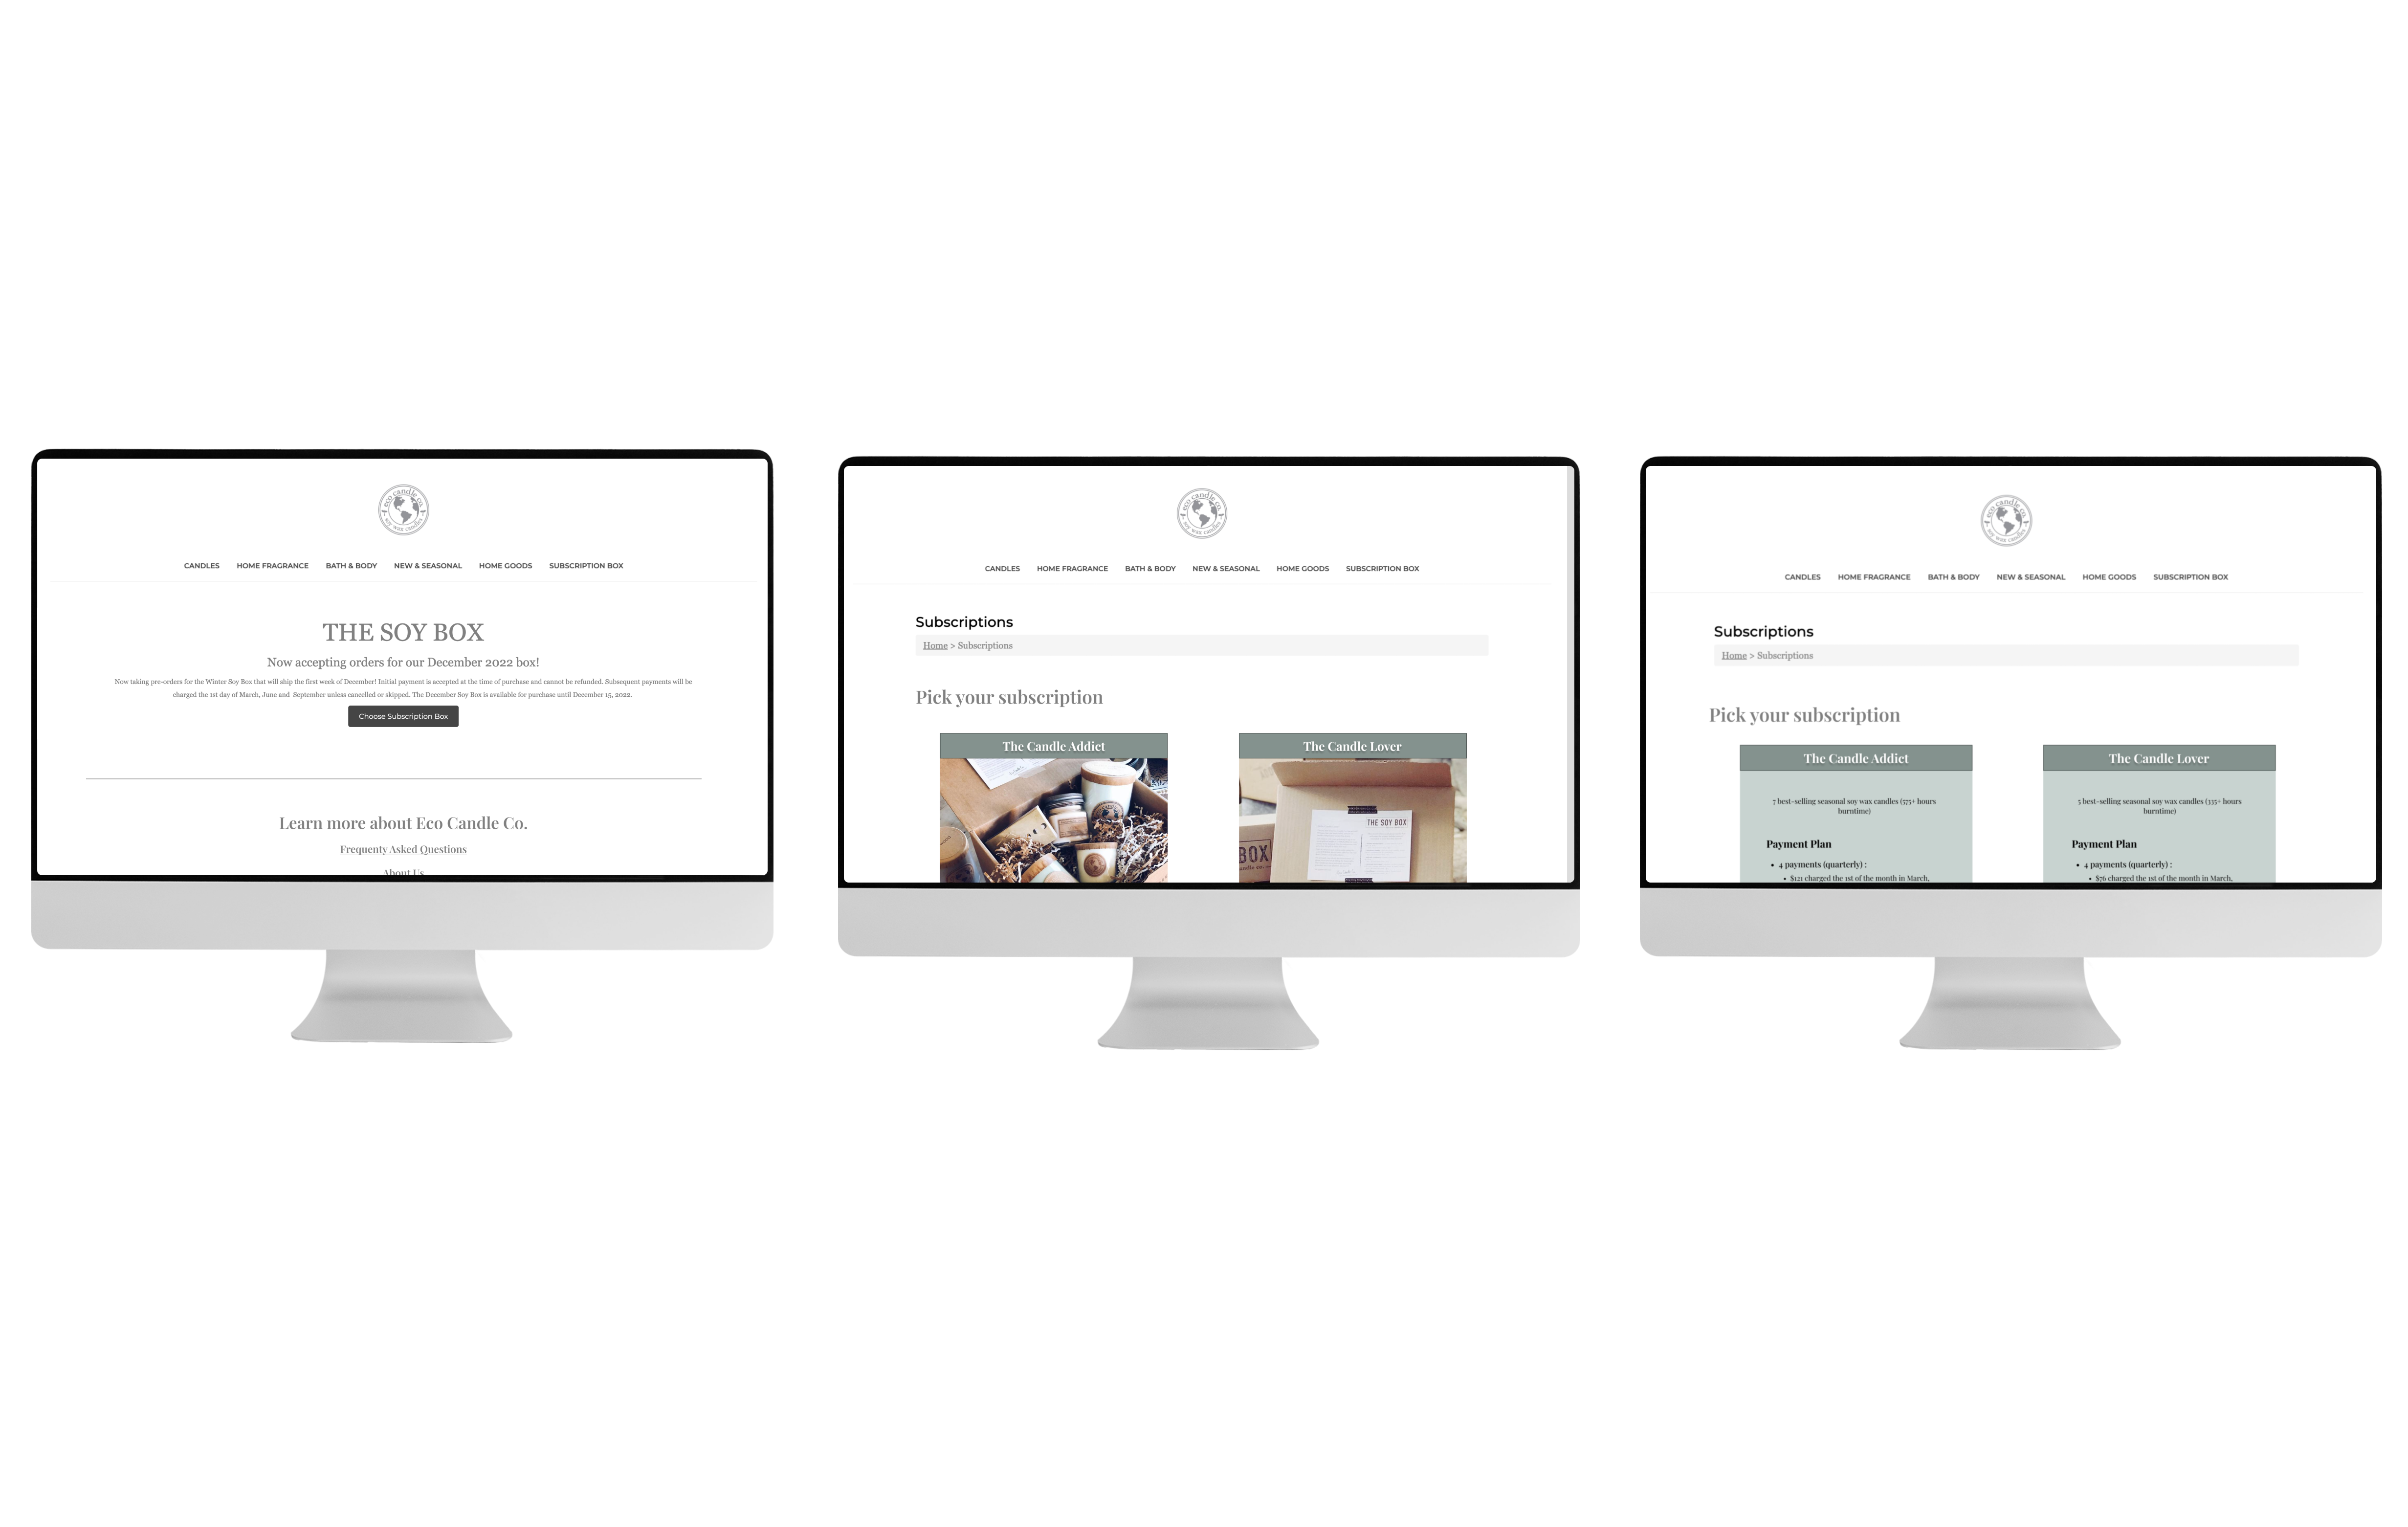 eco candle co.
soy wax candles
CANDLES HOME FRAGRANCE BATH & BODY NEW & SEASONAL HOME GOODS SUBSCRIPTION BOX
THE SOY BOX
Now accepting orders for our December 2022 box!
Now taking pre-orders for the Winter Soy Box that will ship the first week of December! Initial payment is accepted at the time of purchase and cannot be refunded. Subsequent payments will be
charged the 1st day of March, June and September unless cancelled or skipped. The December Soy Box is available for purchase until December 15, 2022.
Choose Subscription Box
Learn more about Eco Candle Co.
Frequenty Asked Questions
About Us
eco candle co.
soy wax candles
CANDLES HOME FRAGRANCE BATH & BODY NEW & SEASONAL HOME GOODS SUBSCRIPTION BOX
Subscriptions
Home > Subscriptions
Pick your subscription
The Candle Addict
The Candle Lover
THE SOY BOX
BOX
eco candle co.
soy wax candles
CANDLES HOME FRAGRANCE BATH & BODY NEW & SEASONAL HOME GOODS SUBSCRIPTION BOX
Subscriptions
Home > Subscriptions
Pick your subscription
The Candle Addict
7 best-selling seasonal soy wax candles (575+ hours
burntime)
Payment Plan
• 4 payments (quarterly) :
• $121 charged the 1st of the month in March,
The Candle Lover
5 best-selling seasonal soy wax candles (335+ hours
burntime)
Payment Plan
• 4 payments (quarterly) :
• $76 charged the 1st of the month in March,